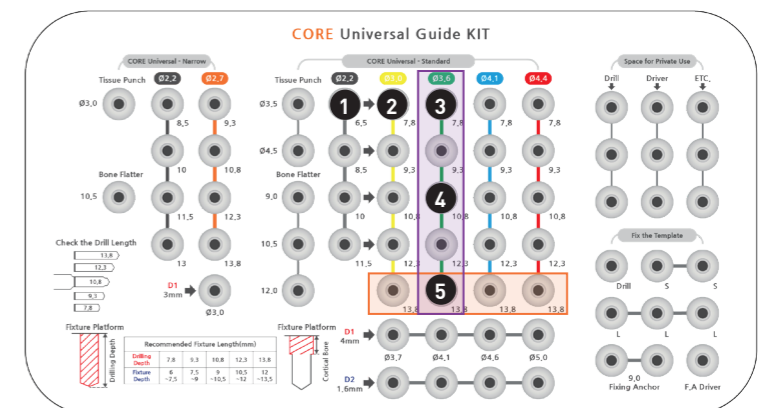 CORE Universal Guide KIT
CORE Universal - Narrow
Tissue Punch
Ø2,2
Ø2,7
Ø3,0
8,5
9,3
10
10,8
Bone Flatter
10,5
11,5
12,3
13
13,8
D1
3mm
Ø3,0
Check the Drill Length
13,8
12,3
10,8
9,3
7,8
CORE Universal - Standard
Tissue Punch
Ø2,2
Ø3,6
Ø4,1
Ø4,4
Ø3,5
1
2
3
6,5
7,8
7,8
7,8
7,8
Ø4,5
8,5
9,3
9,3
9,3
9,3
Bone Flatter
9,0
4
10
10,8
10,8
10,8
10,8
10,5
11,5
12,3
12,3
12,3
12,3
12,0
5
13,8
13,8
13,8
13,8
D1
4mm
Ø3,7
Ø4,1
Ø4,6
Ø5,0
D2
1,6mm
Space for Private Use
Drill
Driver
ETC,
Fix the Template
Drill
S
S
L
L
L
9,0
Fixing Anchor
F,A Driver
Fixture Platform
Drilling Depth
Recommended Fixture Length(mm)
Drilling Depth 7,8 9,3 10,8 12,3 13,8
Fixture Depth 6 ~7,5 7,5 ~9 9 ~10,5 10,5 ~12 12 ~13,5
Fixture Platform
Cortical Bone